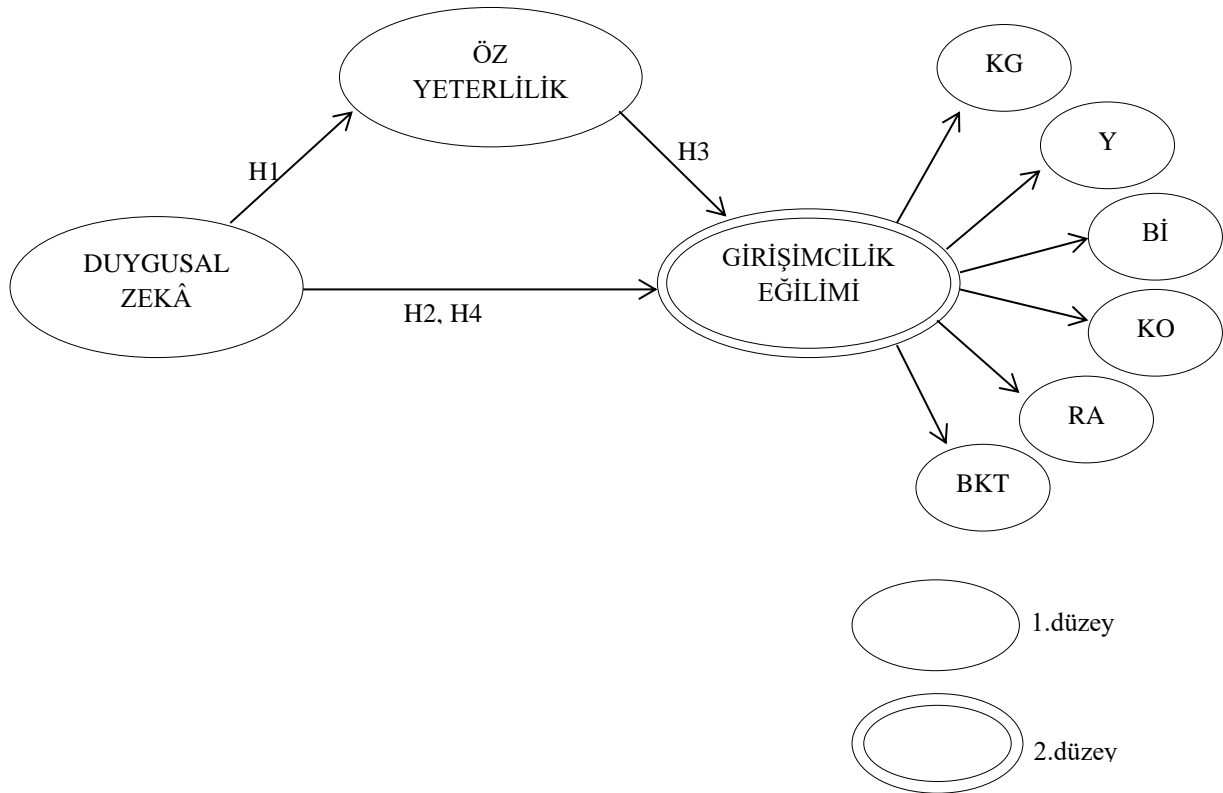 ÖZ
YETERLİLİK
KG
Y
H3
H1
Bİ
DUYGUSAL
ZEKÂ
GİRİŞİMCİLİK
EĞİLİMİ
H2, H4
KO
RA
BKT
1.düzey
2.düzey